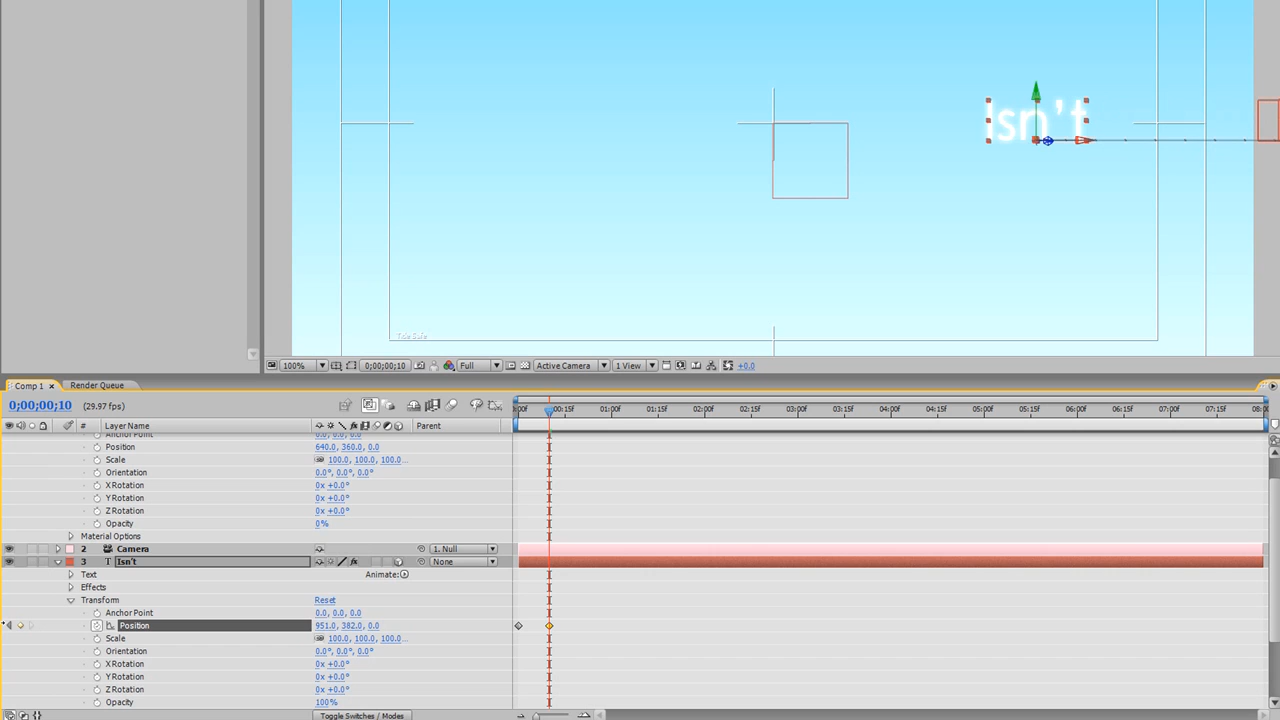 Isn't
Title Safe
100% 0;00;00;10 Full Active Camera 1 View +0.0
Comp 1 × Render Queue
0;00;00;10 (29.97 fps) 0:00f 00:15f 01:00f 01:15f 02:00f 02:15f 03:00f 03:15f 04:00f 04:15f 05:00f 05:15f 06:00f 06:15f 07:00f 07:15f 08:00f
# Layer Name Parent
Anchor Point 0.0, 0.0, 0.0
Position 640.0, 360.0, 0.0
Scale 100.0, 100.0, 100.0...
Orientation 0.0°, 0.0°, 0.0°
X Rotation 0x +0.0°
Y Rotation 0x +0.0°
Z Rotation 0x +0.0°
Opacity 0%
Material Options
2 Camera 1. Null
3 T Isn't None
Text Animate:
Effects
Transform Reset
Anchor Point 0.0, 0.0, 0.0
Position 951.0, 382.0, 0.0
Scale 100.0, 100.0, 100.0...
Orientation 0.0°, 0.0°, 0.0°
X Rotation 0x +0.0°
Y Rotation 0x +0.0°
Z Rotation 0x +0.0°
Opacity 100%
Toggle Switches / Modes